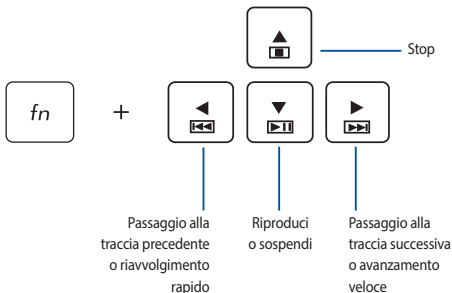 Stop
fn +
Passaggio alla
traccia precedente
o riavvolgimento
rapido
Riproduci
o sospendi
Passaggio alla
traccia successiva
o avanzamento
veloce